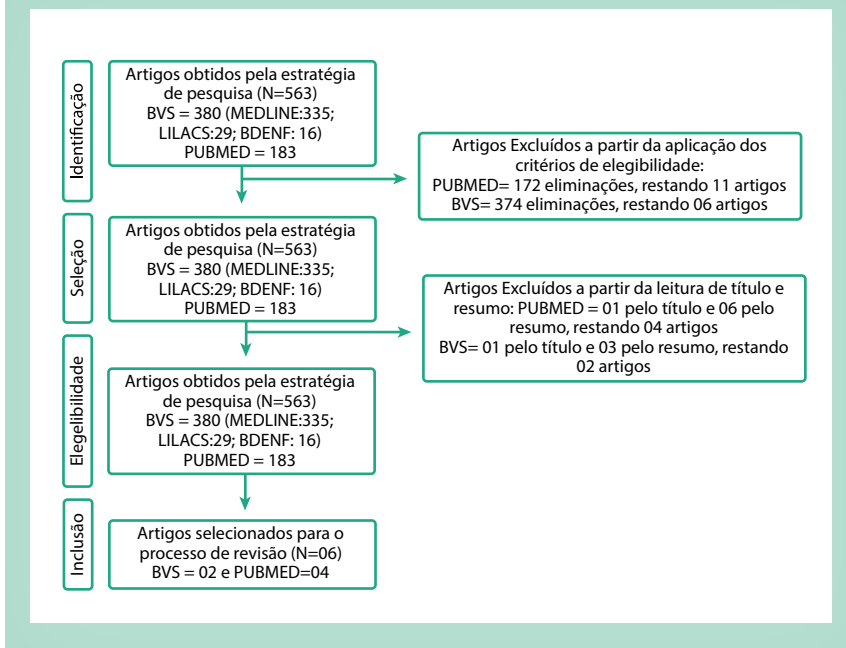 Identificação
Artigos obtidos pela estratégia
de pesquisa (N=563)
BVS = 380 (MEDLINE:335;
LILACS:29; BDENF: 16)
PUBMED = 183
Artigos Excluídos a partir da aplicação dos
critérios de elegibilidade:
PUBMED= 172 eliminações, restando 11 artigos
BVS= 374 eliminações, restando 06 artigos
Seleção
Artigos obtidos pela estratégia
de pesquisa (N=563)
BVS = 380 (MEDLINE:335;
LILACS:29; BDENF: 16)
PUBMED = 183
Artigos Excluídos a partir da leitura de título e
resumo: PUBMED = 01 pelo título e 06 pelo
resumo, restando 04 artigos
BVS= 01 pelo título e 03 pelo resumo, restando
02 artigos
Elegelibilidade
Artigos obtidos pela estratégia
de pesquisa (N=563)
BVS = 380 (MEDLINE:335;
LILACS:29; BDENF: 16)
PUBMED = 183
Inclusão
Artigos selecionados para o
processo de revisão (N=06)
BVS = 02 e PUBMED=04